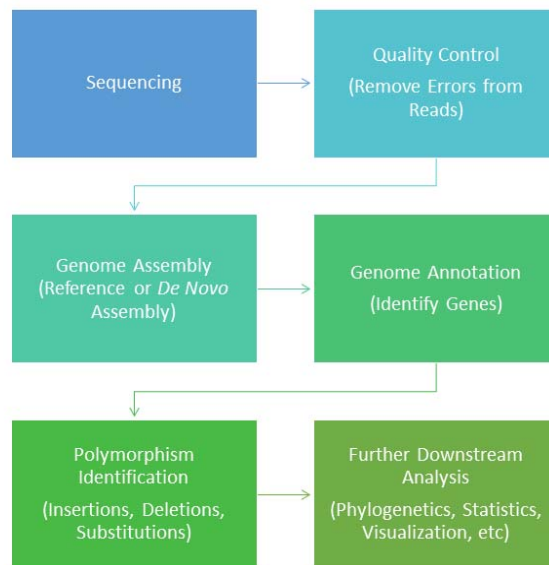 Sequencing
Quality Control
(Remove Errors from
Reads)
Genome Assembly
(Reference or De Novo
Assembly)
Genome Annotation
(Identify Genes)
Polymorphism
Identification
(Insertions, Deletions,
Substitutions)
Further Downstream
Analysis
(Phylogenetics, Statistics,
Visualization, etc)